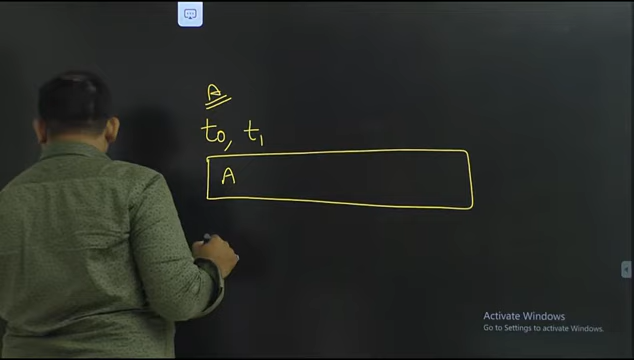 A
t0, t1
A
Activate Windows
Go to Settings to activate Windows.